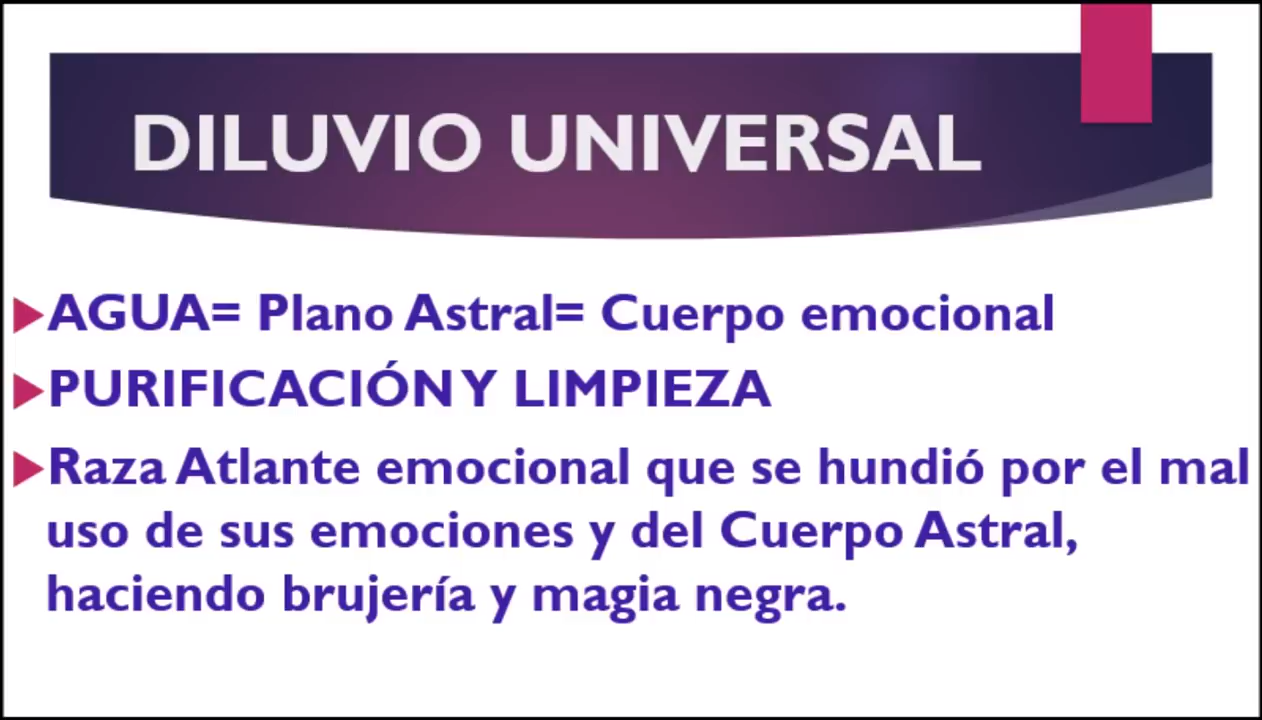 DILUVIO UNIVERSAL
AGUA= Plano Astral= Cuerpo emocional
PURIFICACIÓN Y LIMPIEZA
Raza Atlante emocional que se hundió por el mal
uso de sus emociones y del Cuerpo Astral,
haciendo brujería y magia negra.